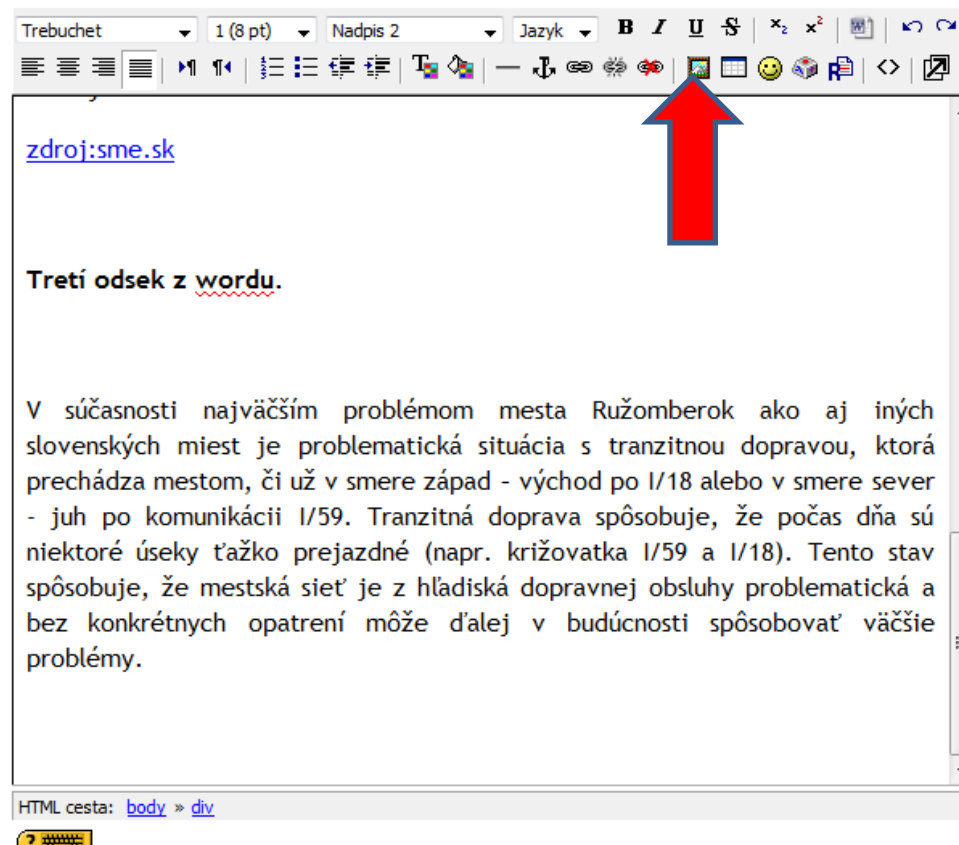 Trebuchet 1 (8 pt) Nadpis 2 Jazyk B I U S x₂ x²
zdroj:sme.sk
Tretí odsek z wordu.
V súčasnosti najväčším problémom mesta Ružomberok ako aj iných
slovenských miest je problematická situácia s tranzitnou dopravou, ktorá
prechádza mestom, či už v smere západ – východ po I/18 alebo v smere sever
- juh po komunikácii I/59. Tranzitná doprava spôsobuje, že počas dňa sú
niektoré úseky ťažko prejazdné (napr. križovatka I/59 a I/18). Tento stav
spôsobuje, že mestská sieť je z hľadiská dopravnej obsluhy problematická a
bez konkrétnych opatrení môže ďalej v budúcnosti spôsobovať väčšie
problémy.
HTML cesta: body » div
?